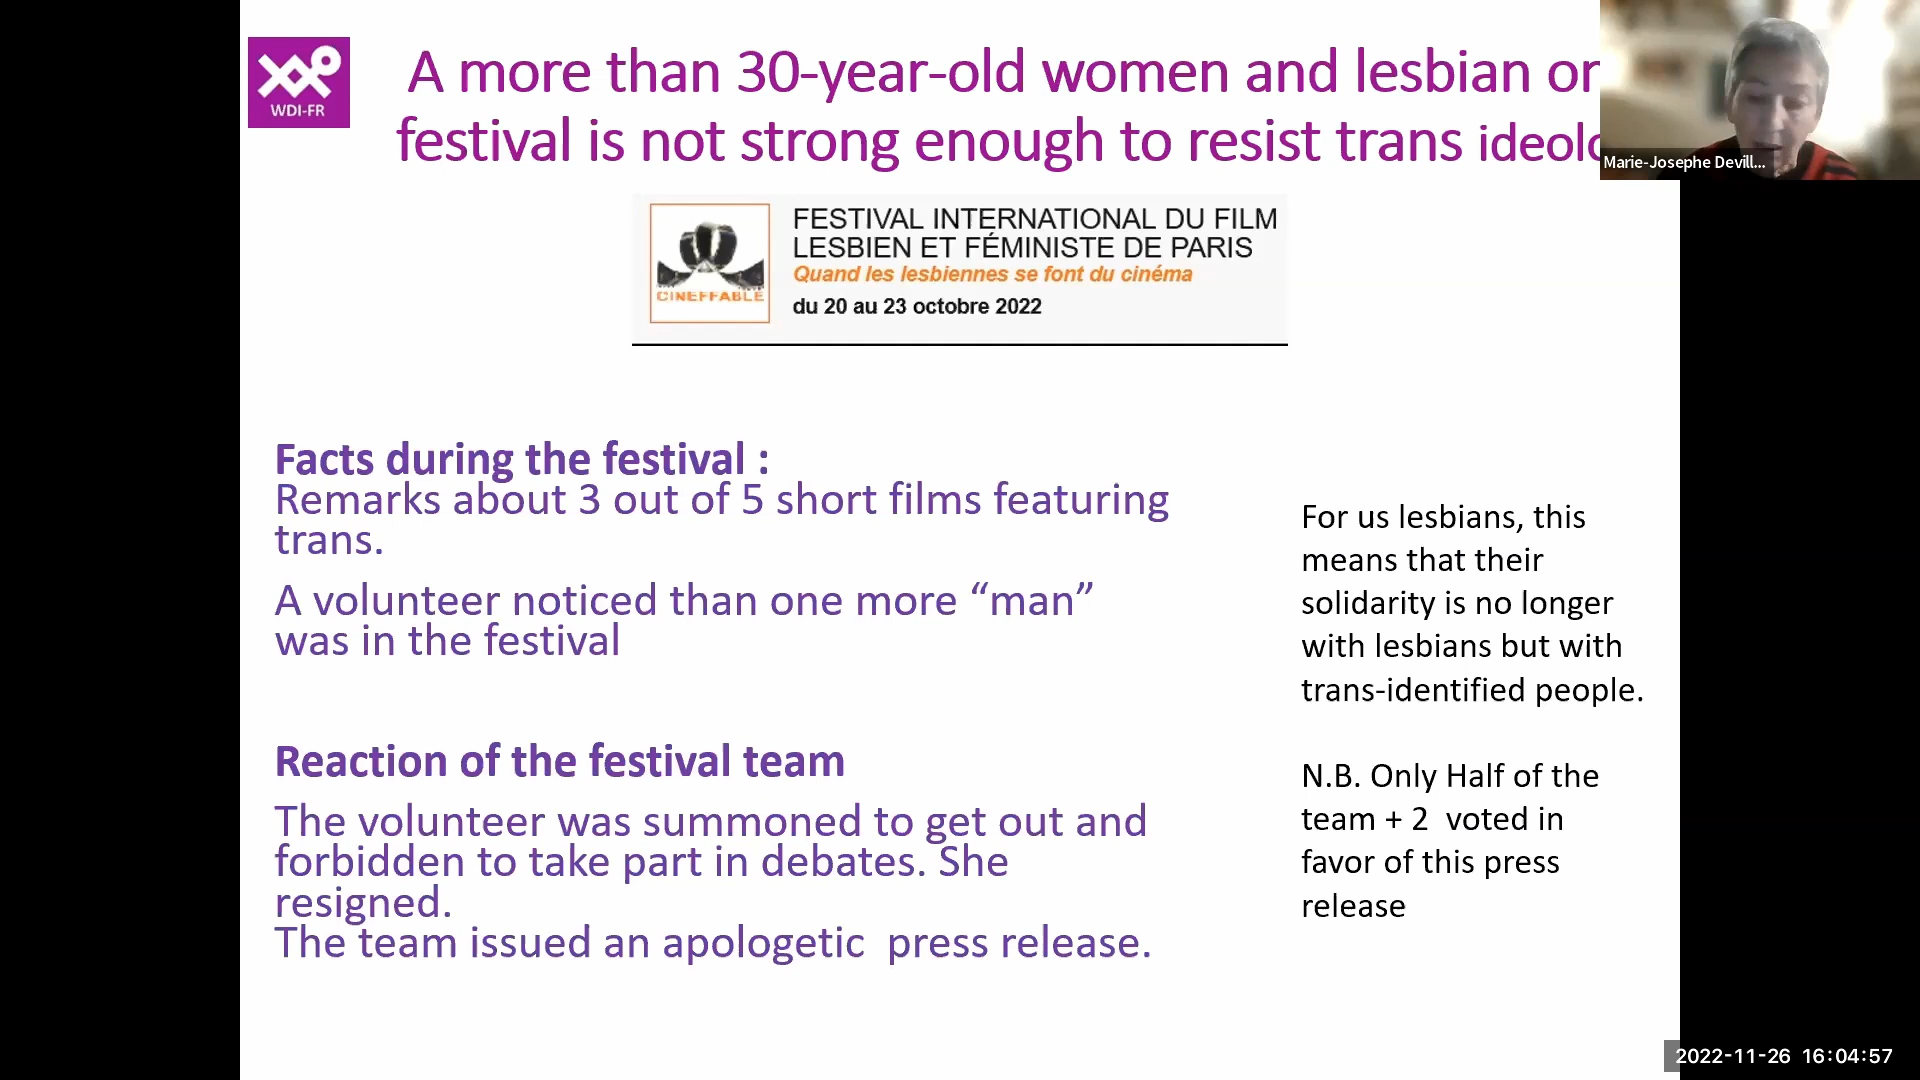 WDI-FR
A more than 30-year-old women and lesbian
festival is not strong enough to resist trans
Marie-Josephe Devill...
FESTIVAL INTERNATIONAL DU FILM
LESBIEN ET FÉMINISTE DE PARIS
Quand les lesbiennes se font du cinéma
du 20 au 23 octobre 2022
CINEFFABLE
Facts during the festival :
Remarks about 3 out of 5 short films featuring
trans.
A volunteer noticed than one more “man”
was in the festival
Reaction of the festival team
The volunteer was summoned to get out and
forbidden to take part in debates. She
resigned.
The team issued an apologetic press release.
For us lesbians, this
means that their
solidarity is no longer
with lesbians but with
trans-identified people.
N.B. Only Half of the
team + 2 voted in
favor of this press
release
2022-11-26 16:04:57